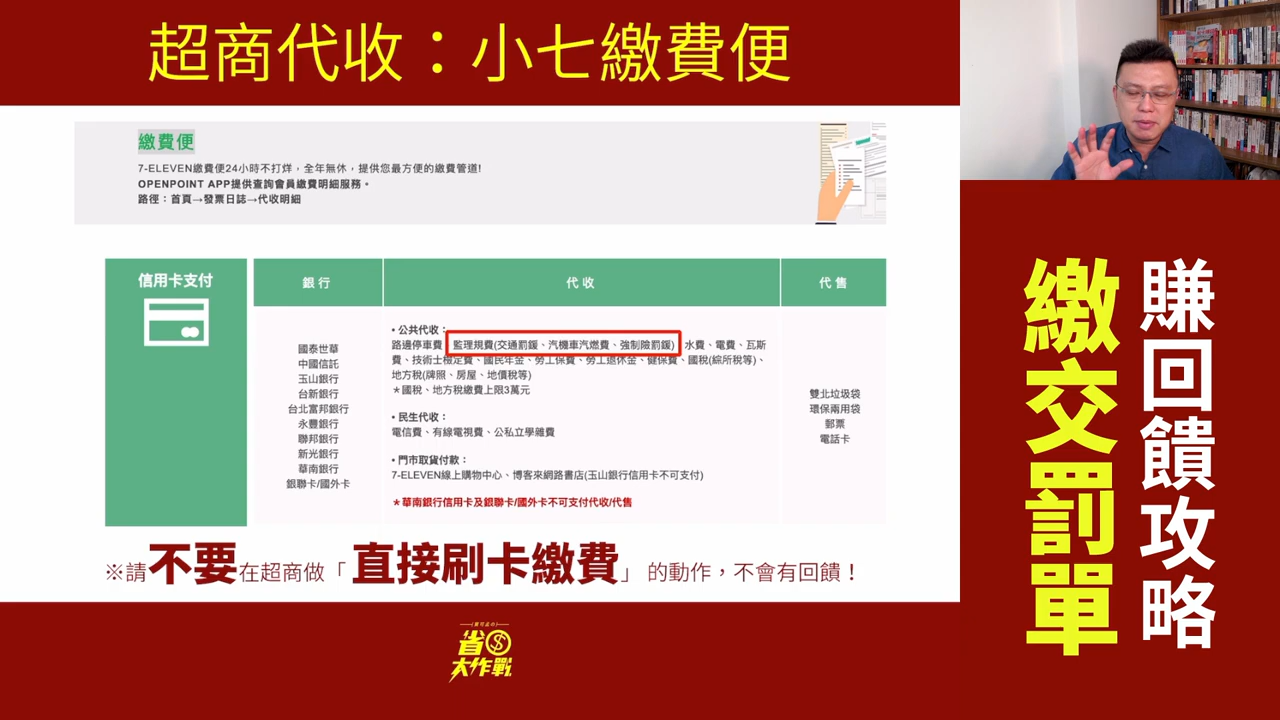 超商代收：小七繳費便
繳費便
7-ELEVEN繳費便24小時不打烊，全年無休，提供您最方便的繳費管道!
OPENPOINT APP提供查詢會員繳費明細服務。
路徑：首頁→發票日誌→代收明細
信用卡支付
銀行
代收
代售
國泰世華
中國信託
玉山銀行
台新銀行
台北富邦銀行
永豐銀行
聯邦銀行
新光銀行
華南銀行
銀聯卡/國外卡
• 公共代收：
路邊停車費、監理規費(交通罰鍰、汽機車汽燃費、強制險罰鍰)、水費、電費、瓦斯
費、技術士檢定費、國民年金、勞工保費、勞工退休金、健保費、國稅(綜所稅等)、
地方稅(牌照、房屋、地價稅等)
＊國稅、地方稅繳費上限3萬元
• 民生代收：
電信費、有線電視費、公私立學雜費
• 門市取貨付款：
7-ELEVEN線上購物中心、博客來網路書店(玉山銀行信用卡不可支付)
＊華南銀行信用卡及銀聯卡/國外卡不可支付代收/代售
雙北垃圾袋
環保兩用袋
郵票
電話卡
※請不要在超商做「直接刷卡繳費」的動作，不會有回饋！
省$
大作戰
賺回饋攻略
繳交罰單